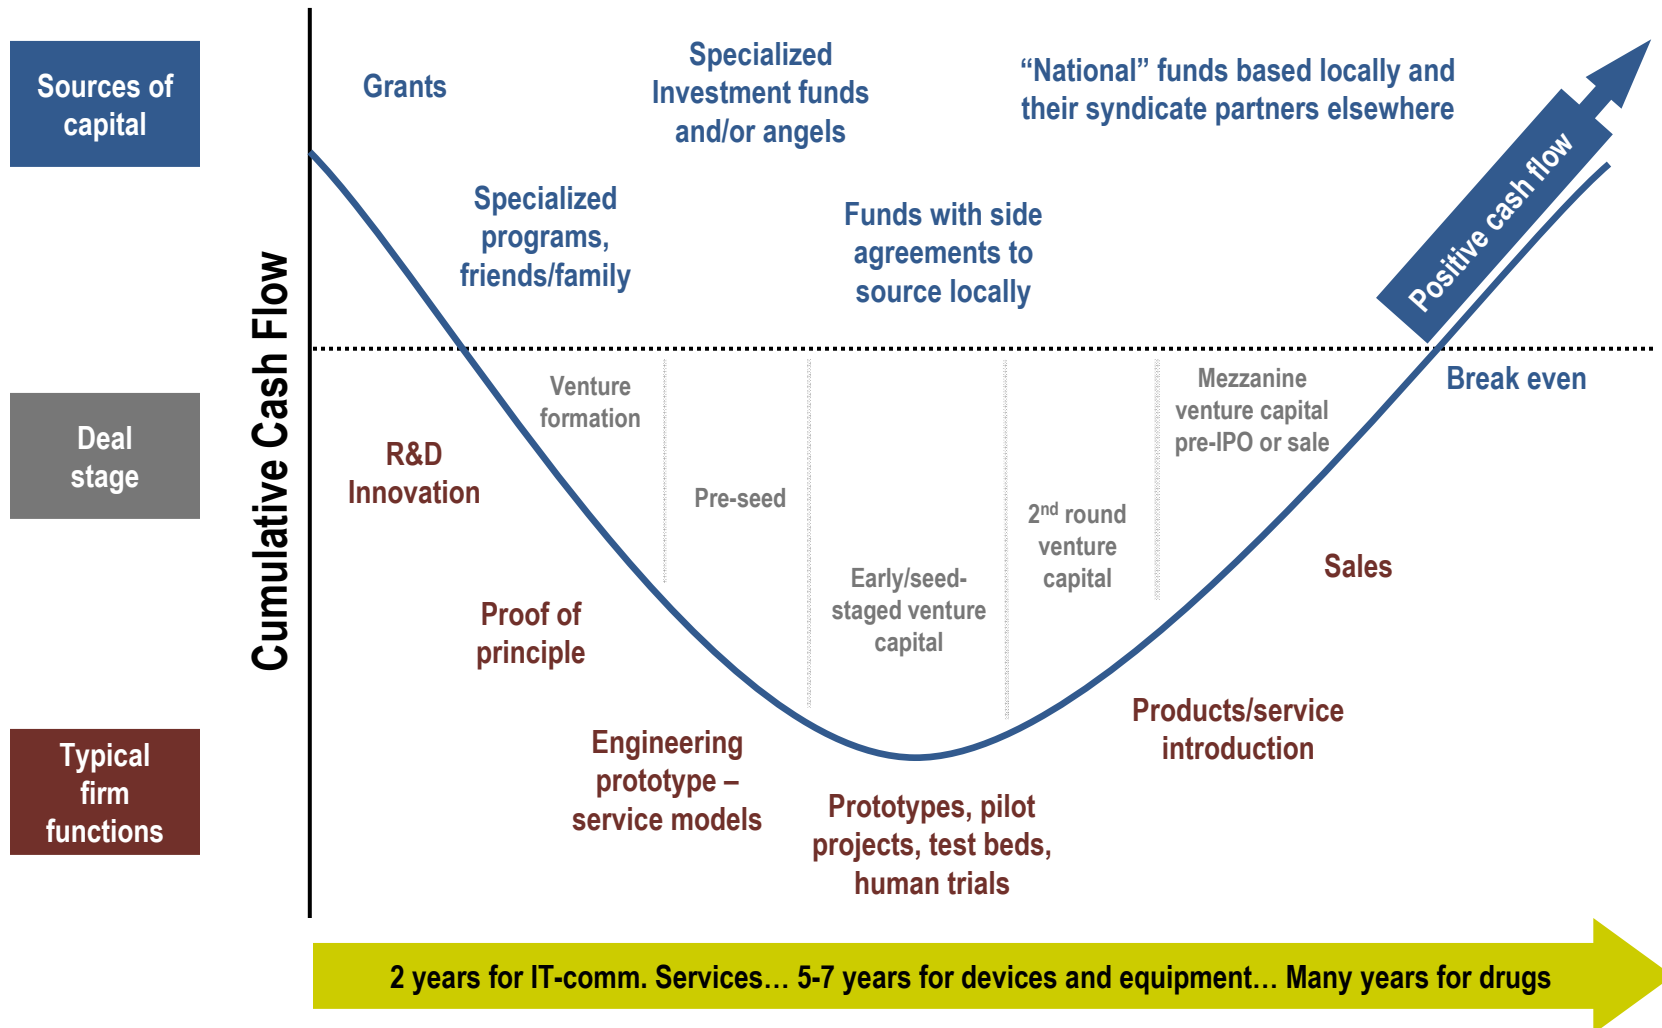 Sources of
capital
Deal
stage
Typical
firm
functions
Cumulative Cash Flow
Grants
Specialized
programs,
friends/family
Specialized
Investment funds
and/or angels
Funds with side
agreements to
source locally
“National” funds based locally and
their syndicate partners elsewhere
Positive cash flow
Break even
Venture
formation
Pre-seed
Early/seed-
staged venture
capital
2nd round
venture
capital
Mezzanine
venture capital
pre-IPO or sale
R&D
Innovation
Proof of
principle
Engineering
prototype –
service models
Prototypes, pilot
projects, test beds,
human trials
Products/service
introduction
Sales
2 years for IT-comm. Services… 5-7 years for devices and equipment… Many years for drugs